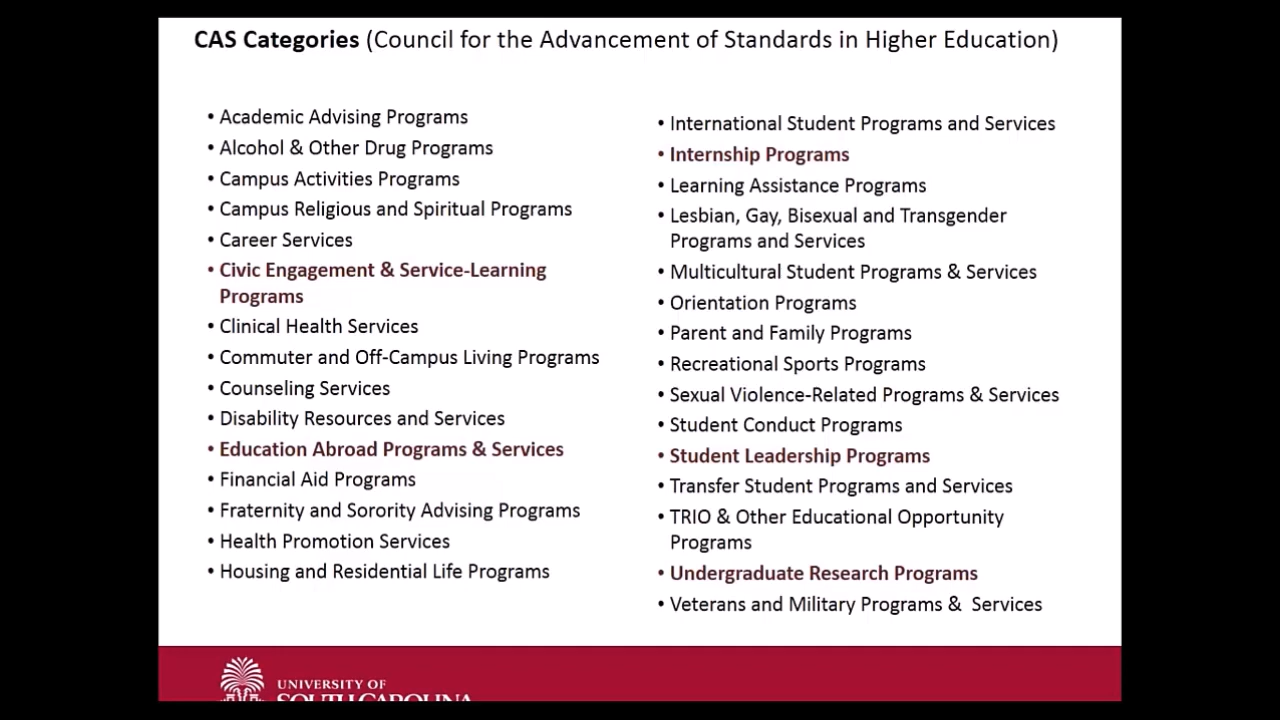 CAS Categories (Council for the Advancement of Standards in Higher Education)
• Academic Advising Programs
• Alcohol & Other Drug Programs
• Campus Activities Programs
• Campus Religious and Spiritual Programs
• Career Services
• Civic Engagement & Service-Learning
Programs
• Clinical Health Services
• Commuter and Off-Campus Living Programs
• Counseling Services
• Disability Resources and Services
• Education Abroad Programs & Services
• Financial Aid Programs
• Fraternity and Sorority Advising Programs
• Health Promotion Services
• Housing and Residential Life Programs
• International Student Programs and Services
• Internship Programs
• Learning Assistance Programs
• Lesbian, Gay, Bisexual and Transgender
Programs and Services
• Multicultural Student Programs & Services
• Orientation Programs
• Parent and Family Programs
• Recreational Sports Programs
• Sexual Violence-Related Programs & Services
• Student Conduct Programs
• Student Leadership Programs
• Transfer Student Programs and Services
• TRIO & Other Educational Opportunity
Programs
• Undergraduate Research Programs
• Veterans and Military Programs & Services
UNIVERSITY OF
SOUTH CAROLINA